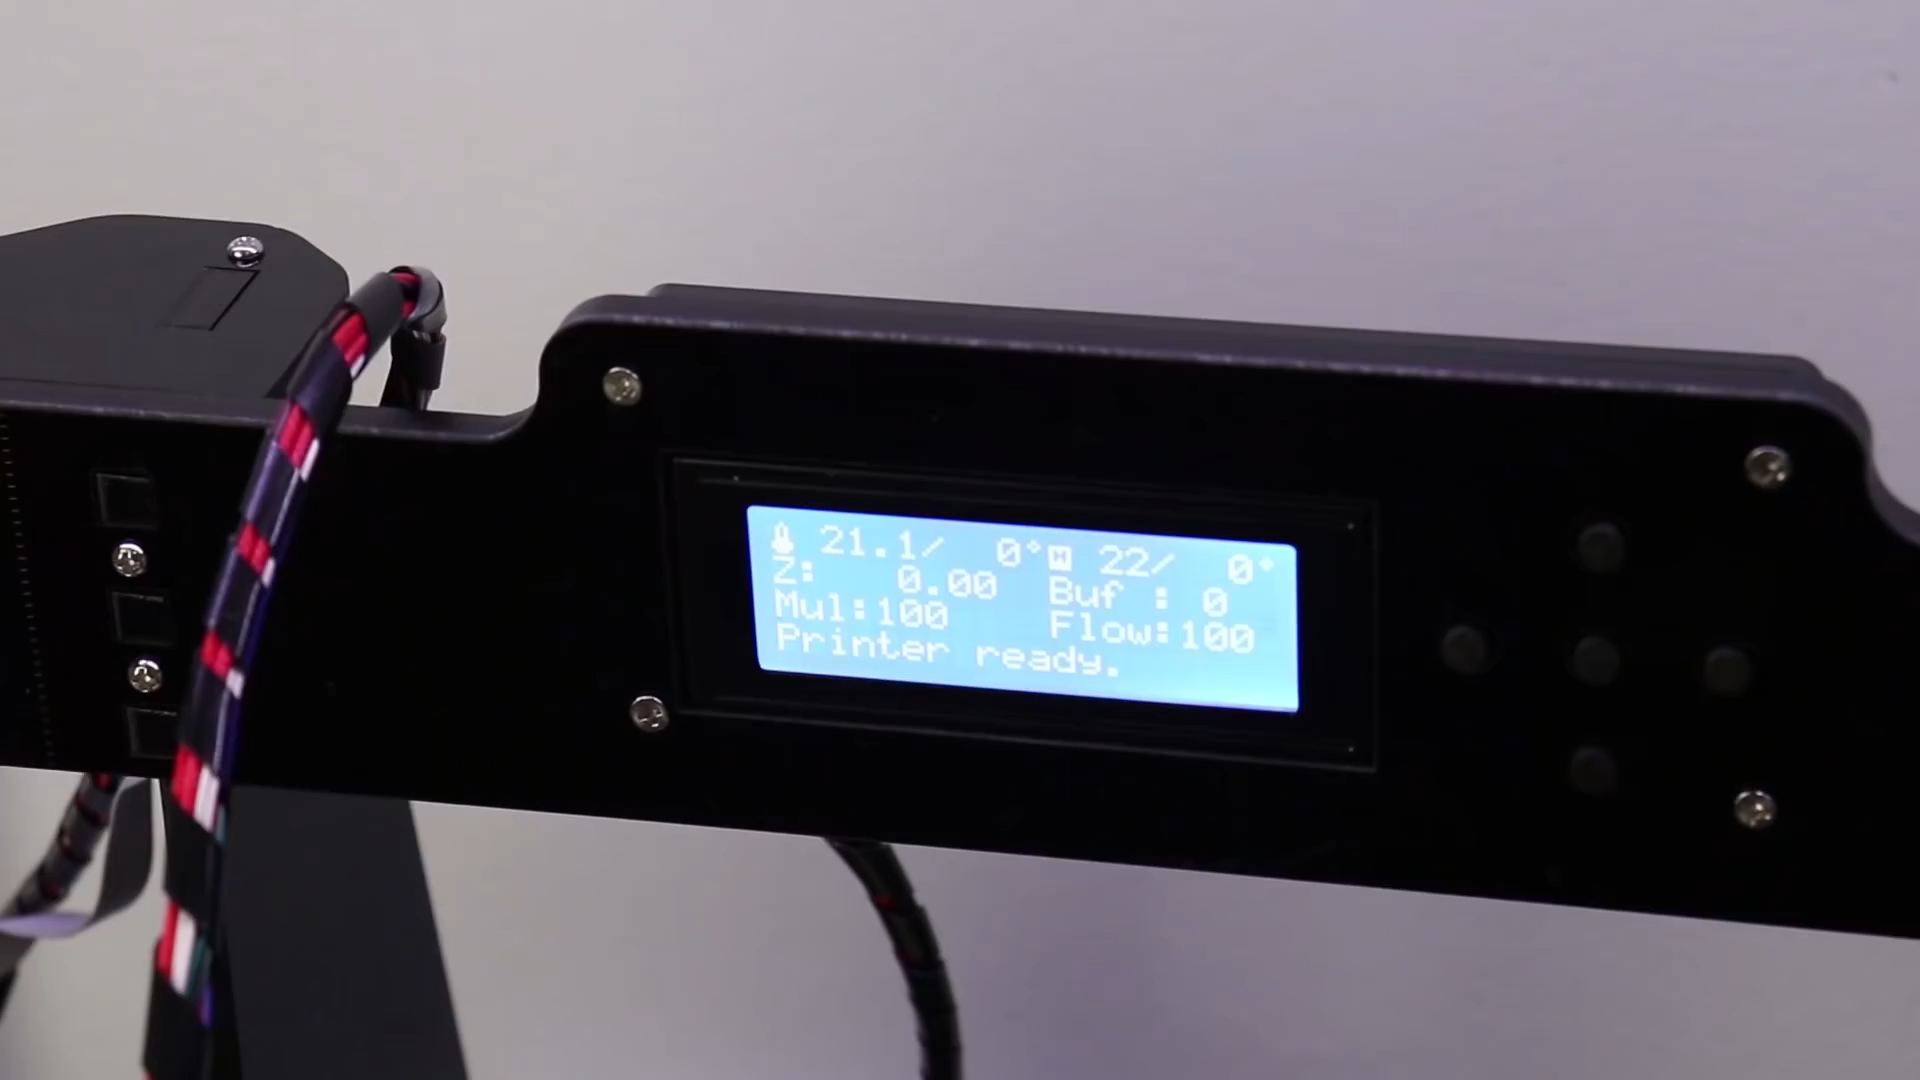 21.1/ 0° 22/ 0°
Z: 0.00 Buf : 0
Mul:100 Flow:100
Printer ready.